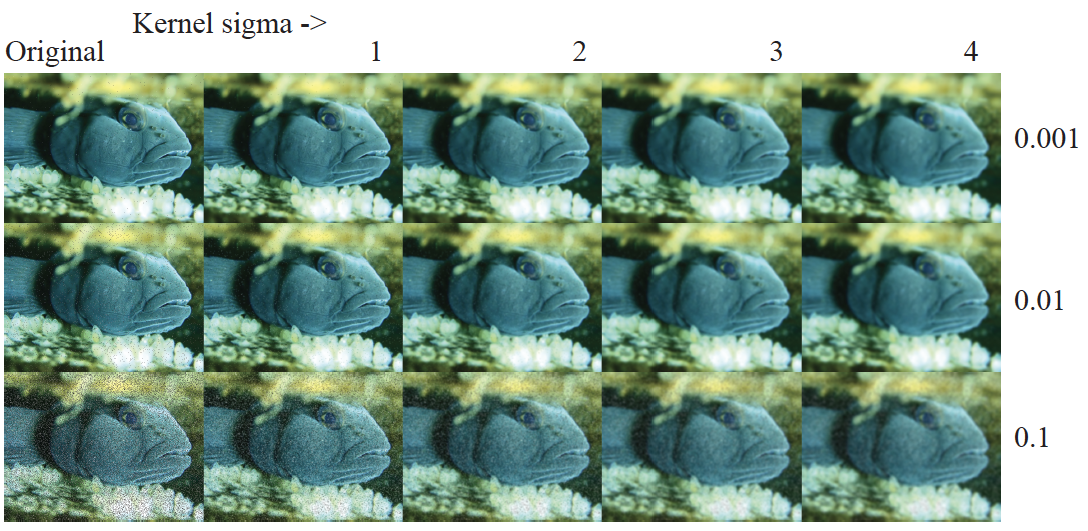 Kernel sigma ->
Original 1 2 3 4
0.001
0.01
0.1